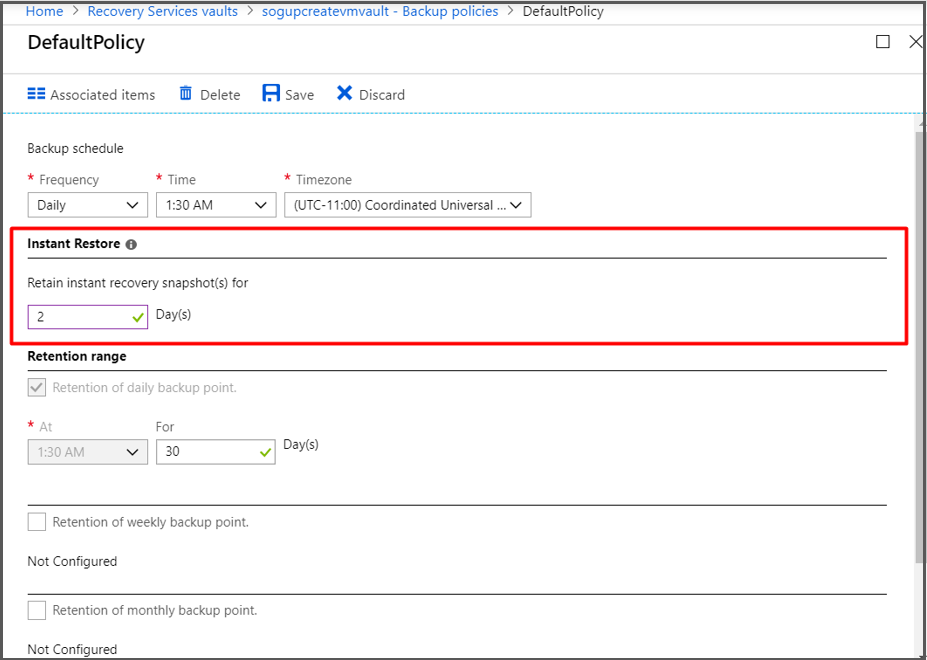 Home > Recovery Services vaults > sogupcreatevmvault - Backup policies > DefaultPolicy
DefaultPolicy
Associated items Delete Save Discard
Backup schedule
* Frequency * Time * Timezone
Daily 1:30 AM (UTC-11:00) Coordinated Universal ...
Instant Restore
Retain instant recovery snapshot(s) for
2 Day(s)
Retention range
Retention of daily backup point.
* At For
1:30 AM 30 Day(s)
Retention of weekly backup point.
Not Configured
Retention of monthly backup point.
Not Configured